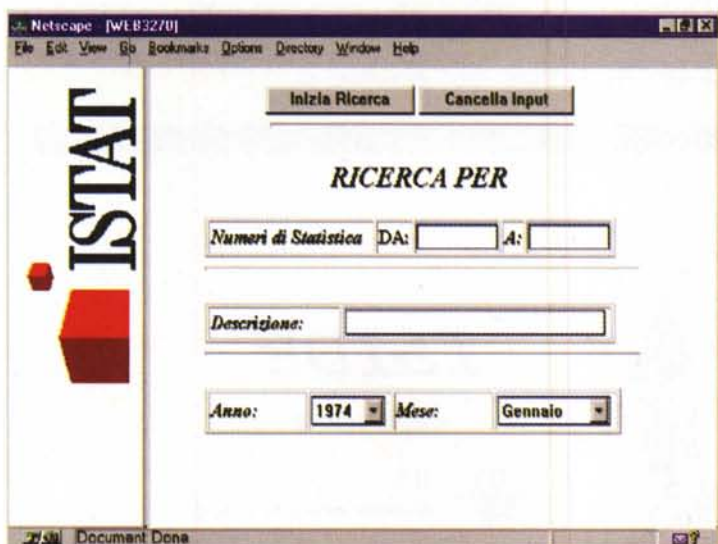 Netscape - [WEB3270]
File Edit View Go Bookmarks Options Directory Window Help
ISTAT
Inizia Ricerca Cancella Input
RICERCA PER
Numeri di Statistica DA: A:
Descrizione:
Anno: 1974 Mese: Gennaio
Document Done